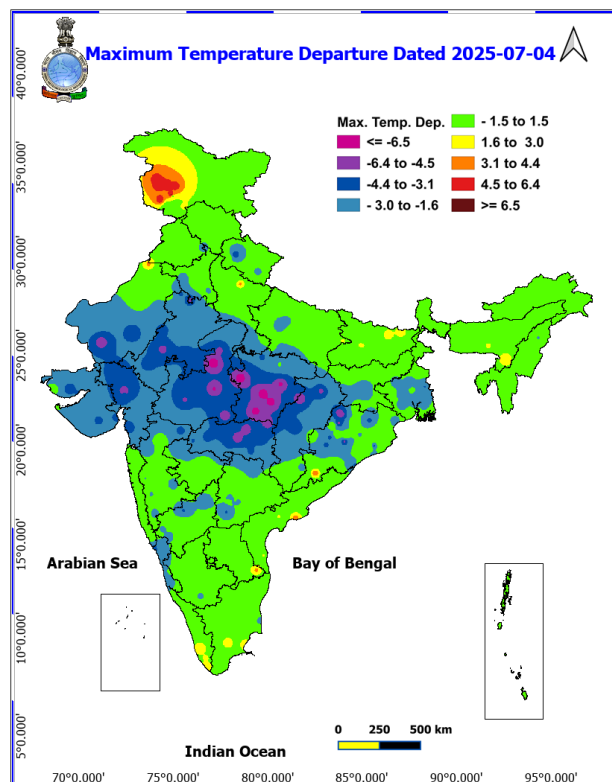 Maximum Temperature Departure Dated 2025-07-04
Max. Temp. Dep.
<= -6.5
-6.4 to -4.5
-4.4 to -3.1
- 3.0 to -1.6
- 1.5 to 1.5
1.6 to 3.0
3.1 to 4.4
4.5 to 6.4
>= 6.5
40°0.000'
35°0.000'
30°0.000'
25°0.000'
20°0.000'
15°0.000'
10°0.000'
5°0.000'
Arabian Sea
Bay of Bengal
Indian Ocean
0 250 500 km
70°0.000' 75°0.000' 80°0.000' 85°0.000' 90°0.000' 95°0.000'